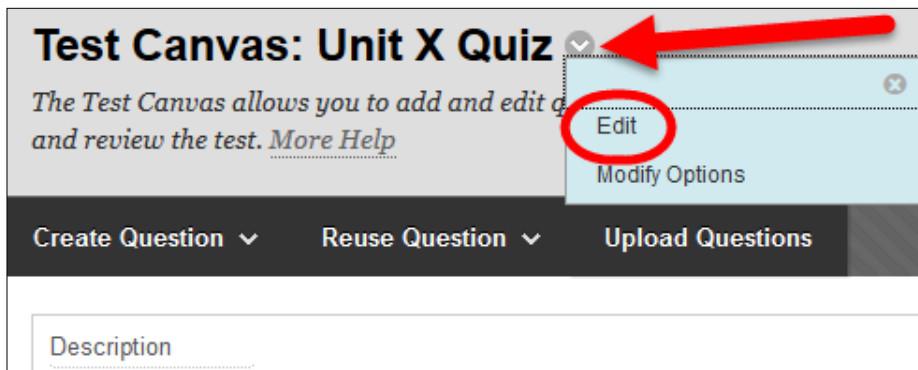 Test Canvas: Unit X Quiz
The Test Canvas allows you to add and edit q
and review the test. More Help
Edit
Modify Options
Create Question Reuse Question Upload Questions
Description